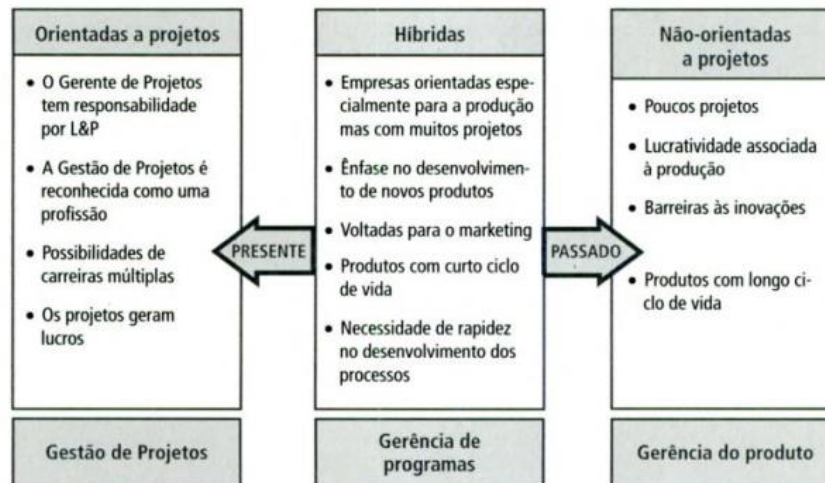 Orientadas a projetos
• O Gerente de Projetos
tem responsabilidade
por L&P
• A Gestão de Projetos é
reconhecida como uma
profissão
• Possibilidades de
carreiras múltiplas
• Os projetos geram
lucros
Gestão de Projetos
PRESENTE
Híbridas
• Empresas orientadas espe-
cialmente para a produção
mas com muitos projetos
• Ênfase no desenvolvimen-
to de novos produtos
• Voltadas para o marketing
• Produtos com curto ciclo
de vida
• Necessidade de rapidez
no desenvolvimento dos
processos
Gerência de
programas
PASSADO
Não-orientadas
a projetos
• Poucos projetos
• Lucratividade associada
à produção
• Barreiras às inovações
• Produtos com longo ci-
clo de vida
Gerência do produto